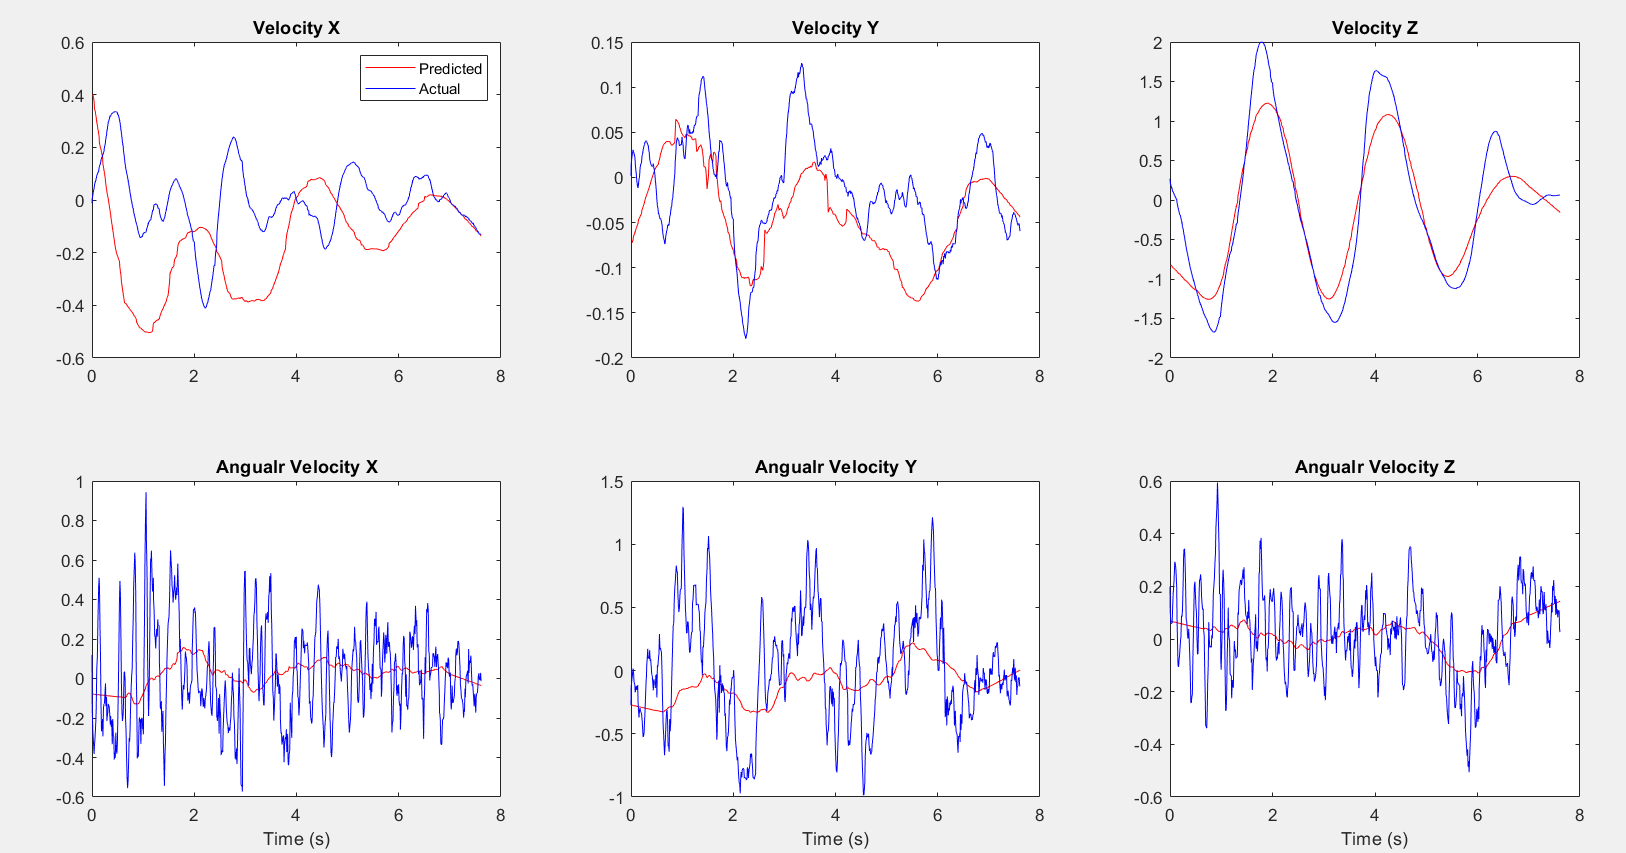 Velocity X
0.6
0.4
0.2
0
-0.2
-0.4
-0.6
0 2 4 6 8
Predicted
Actual
Velocity Y
0.15
0.1
0.05
0
-0.05
-0.1
-0.15
-0.2
0 2 4 6 8
Velocity Z
2
1.5
1
0.5
0
-0.5
-1
-1.5
-2
0 2 4 6 8
Angualr Velocity X
1
0.8
0.6
0.4
0.2
0
-0.2
-0.4
-0.6
0 2 4 6 8
Time (s)
Angualr Velocity Y
1.5
1
0.5
0
-0.5
-1
0 2 4 6 8
Time (s)
Angualr Velocity Z
0.6
0.4
0.2
0
-0.2
-0.4
-0.6
0 2 4 6 8
Time (s)